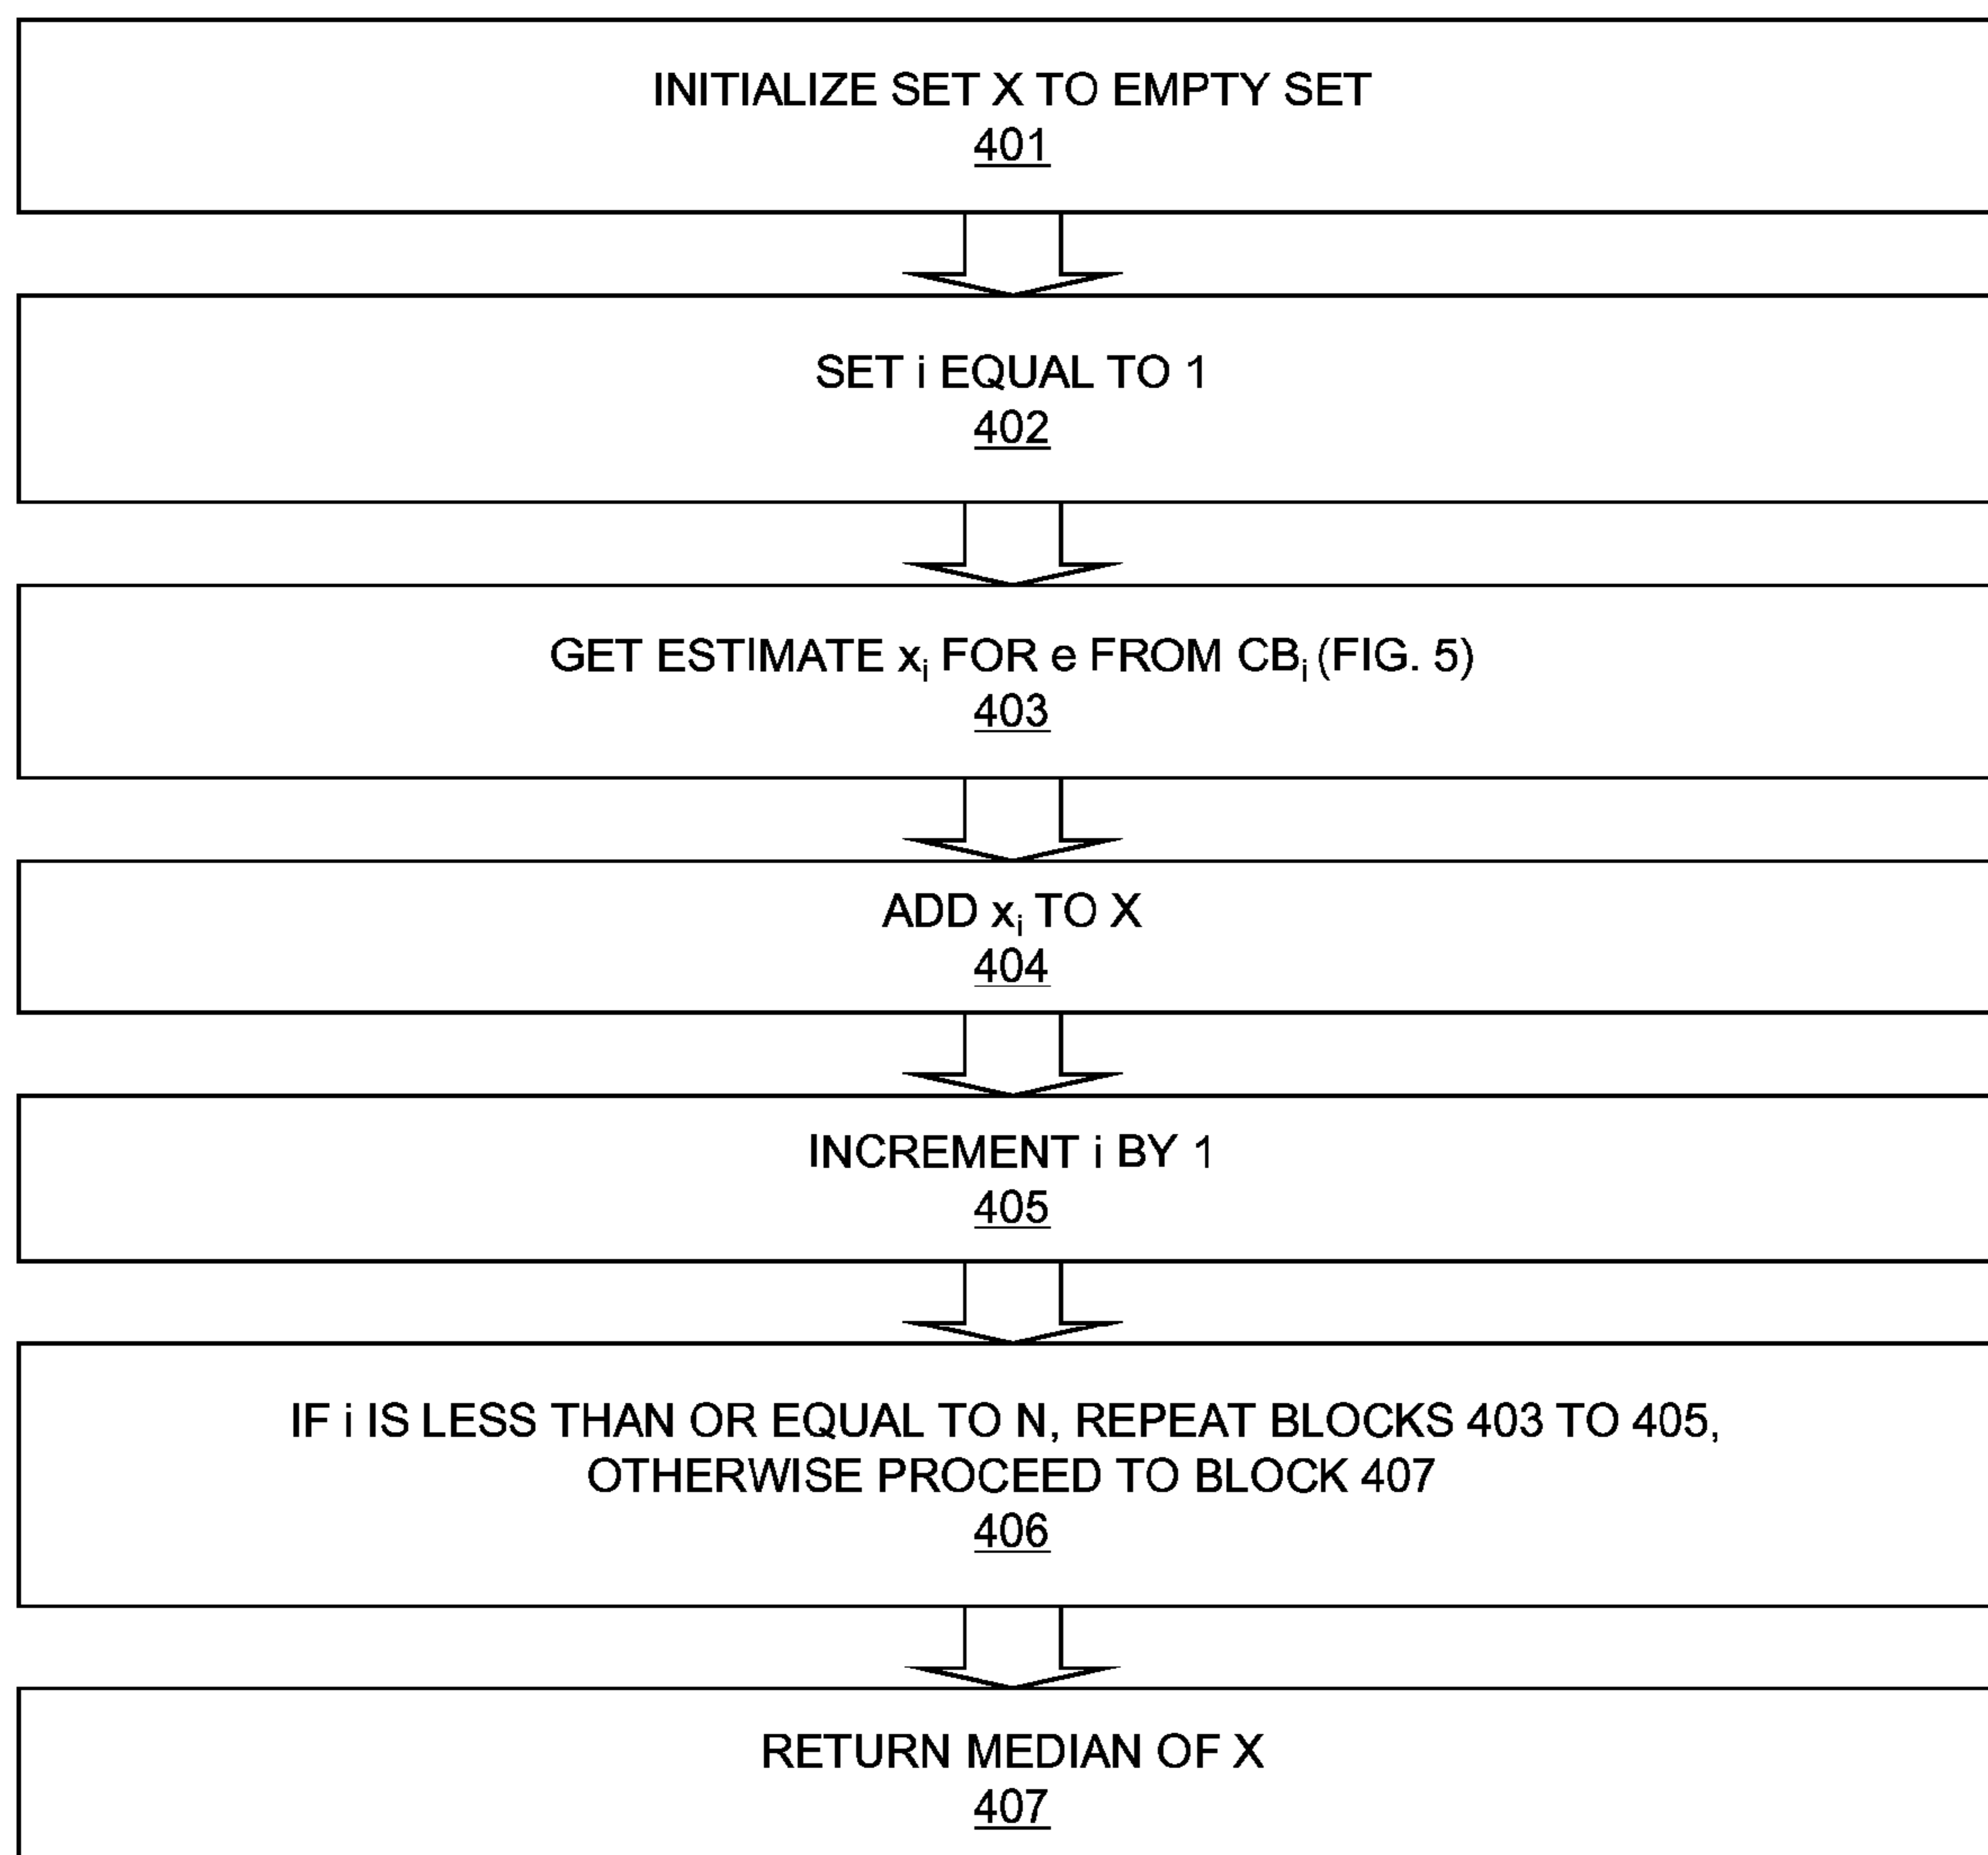 INITIALIZE SET X TO EMPTY SET
401
SET i EQUAL TO 1
402
GET ESTIMATE xi FOR e FROM CBi (FIG. 5)
403
ADD xi TO X
404
INCREMENT i BY 1
405
IF i IS LESS THAN OR EQUAL TO N, REPEAT BLOCKS 403 TO 405,
OTHERWISE PROCEED TO BLOCK 407
406
RETURN MEDIAN OF X
407